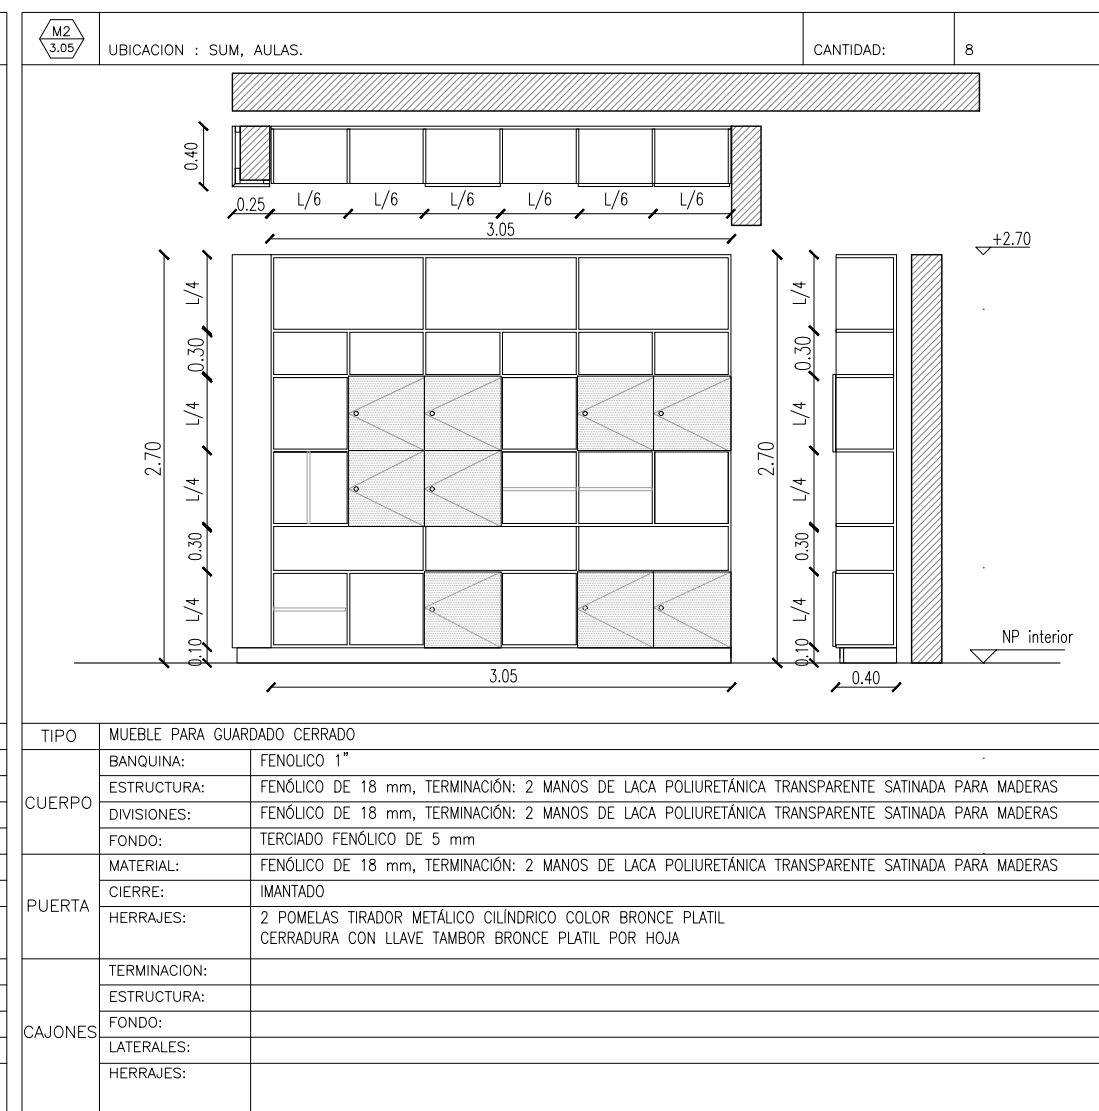 M2
3.05
UBICACION : SUM, AULAS.
CANTIDAD:
8
0.40
0.25
L/6
L/6
L/6
L/6
L/6
L/6
3.05
+2.70
2.70
L/4
0.30
L/4
L/4
0.30
L/4
0.10
2.70
L/4
0.30
L/4
L/4
0.30
L/4
0.10
NP interior
3.05
0.40
TIPO
MUEBLE PARA GUARDADO CERRADO
CUERPO
BANQUINA:
FENOLICO 1"
ESTRUCTURA:
FENÓLICO DE 18 mm, TERMINACIÓN: 2 MANOS DE LACA POLIURETÁNICA TRANSPARENTE SATINADA PARA MADERAS
DIVISIONES:
FENÓLICO DE 18 mm, TERMINACIÓN: 2 MANOS DE LACA POLIURETÁNICA TRANSPARENTE SATINADA PARA MADERAS
FONDO:
TERCIADO FENÓLICO DE 5 mm
PUERTA
MATERIAL:
FENÓLICO DE 18 mm, TERMINACIÓN: 2 MANOS DE LACA POLIURETÁNICA TRANSPARENTE SATINADA PARA MADERAS
CIERRE:
IMANTADO
HERRAJES:
2 POMELAS TIRADOR METÁLICO CILÍNDRICO COLOR BRONCE PLATIL
CERRADURA CON LLAVE TAMBOR BRONCE PLATIL POR HOJA
CAJONES
TERMINACION:
ESTRUCTURA:
FONDO:
LATERALES:
HERRAJES: